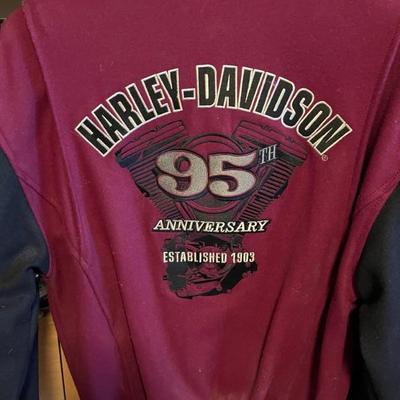 HARLEY-DAVIDSON®
95TH
ANNIVERSARY
ESTABLISHED 1903